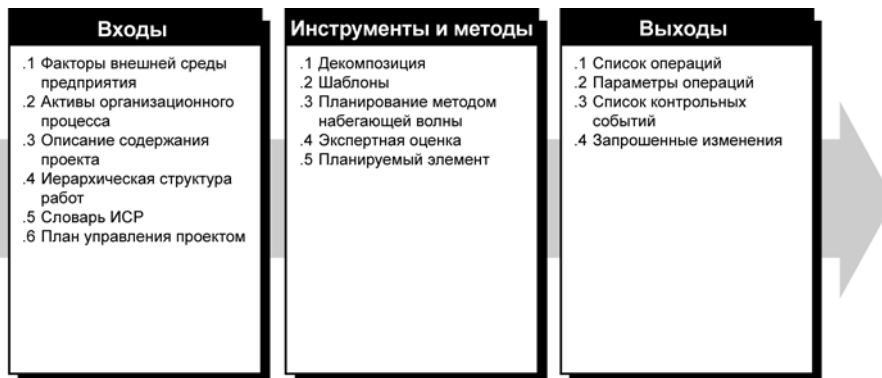 Входы
.1 Факторы внешней среды
предприятия
.2 Активы организационного
процесса
.3 Описание содержания
проекта
.4 Иерархическая структура
работ
.5 Словарь ИСР
.6 План управления проектом
Инструменты и методы
.1 Декомпозиция
.2 Шаблоны
.3 Планирование методом
набегающей волны
.4 Экспертная оценка
.5 Планируемый элемент
Выходы
.1 Список операций
.2 Параметры операций
.3 Список контрольных
событий
.4 Запрошенные изменения